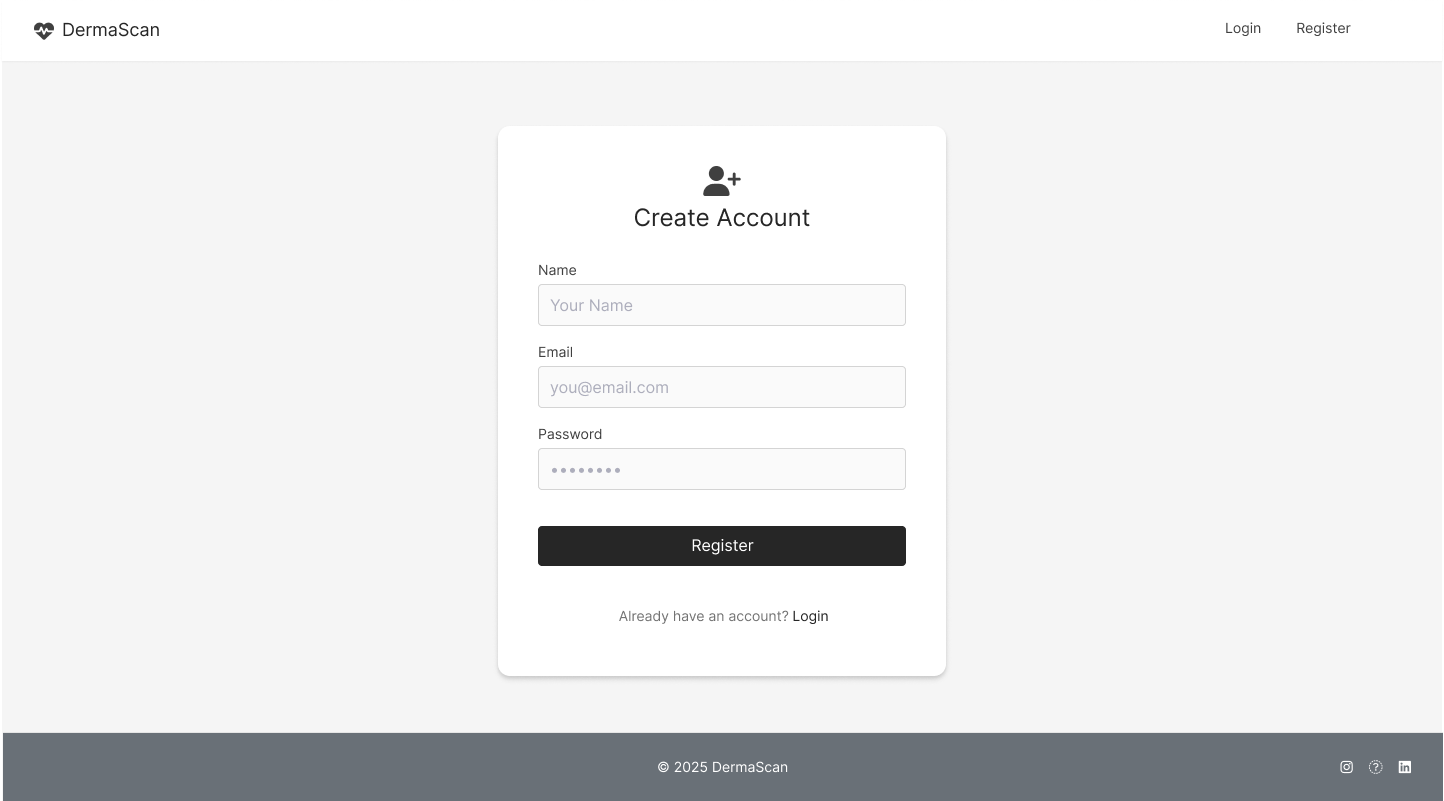 DermaScan
Login
Register
Create Account
Name
Your Name
Email
you@email.com
Password
••••••••
Register
Already have an account? Login
© 2025 DermaScan